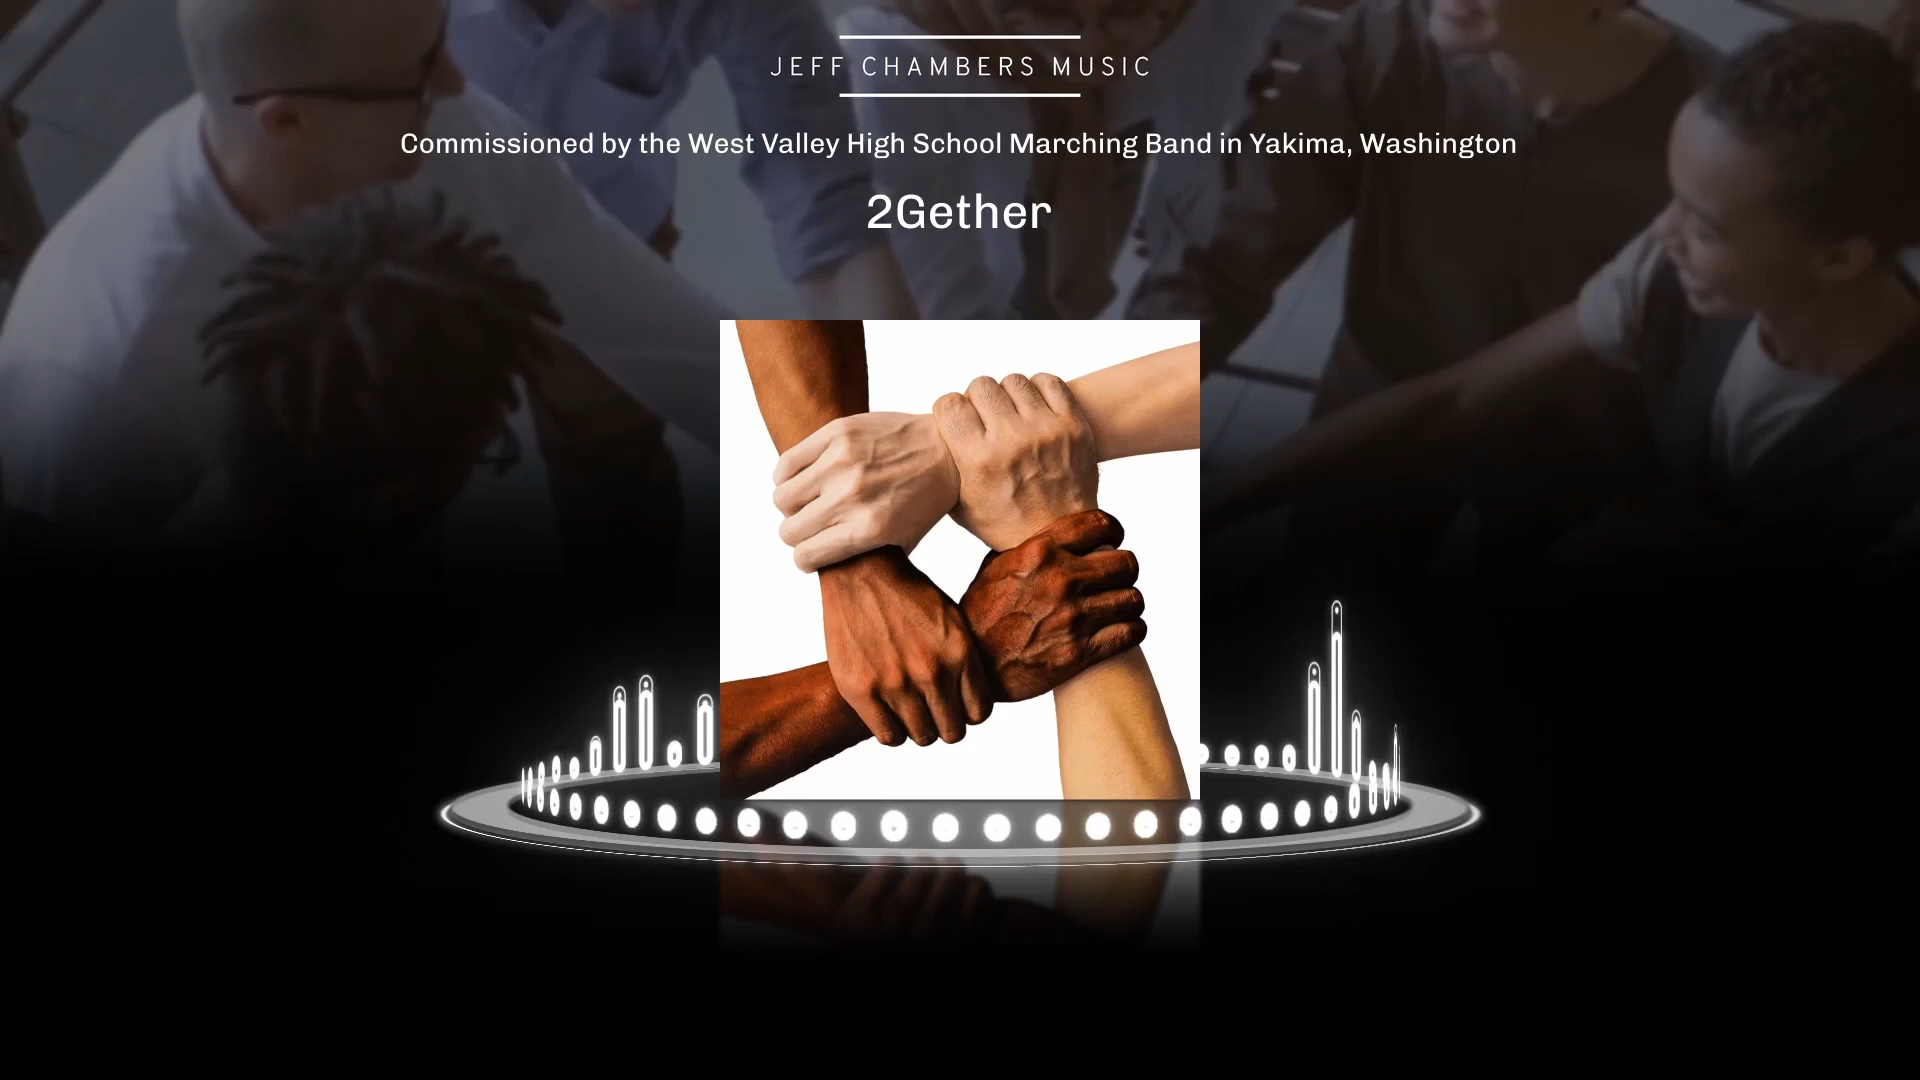 JEFF CHAMBERS MUSIC
Commissioned by the West Valley High School Marching Band in Yakima, Washington
2Gether